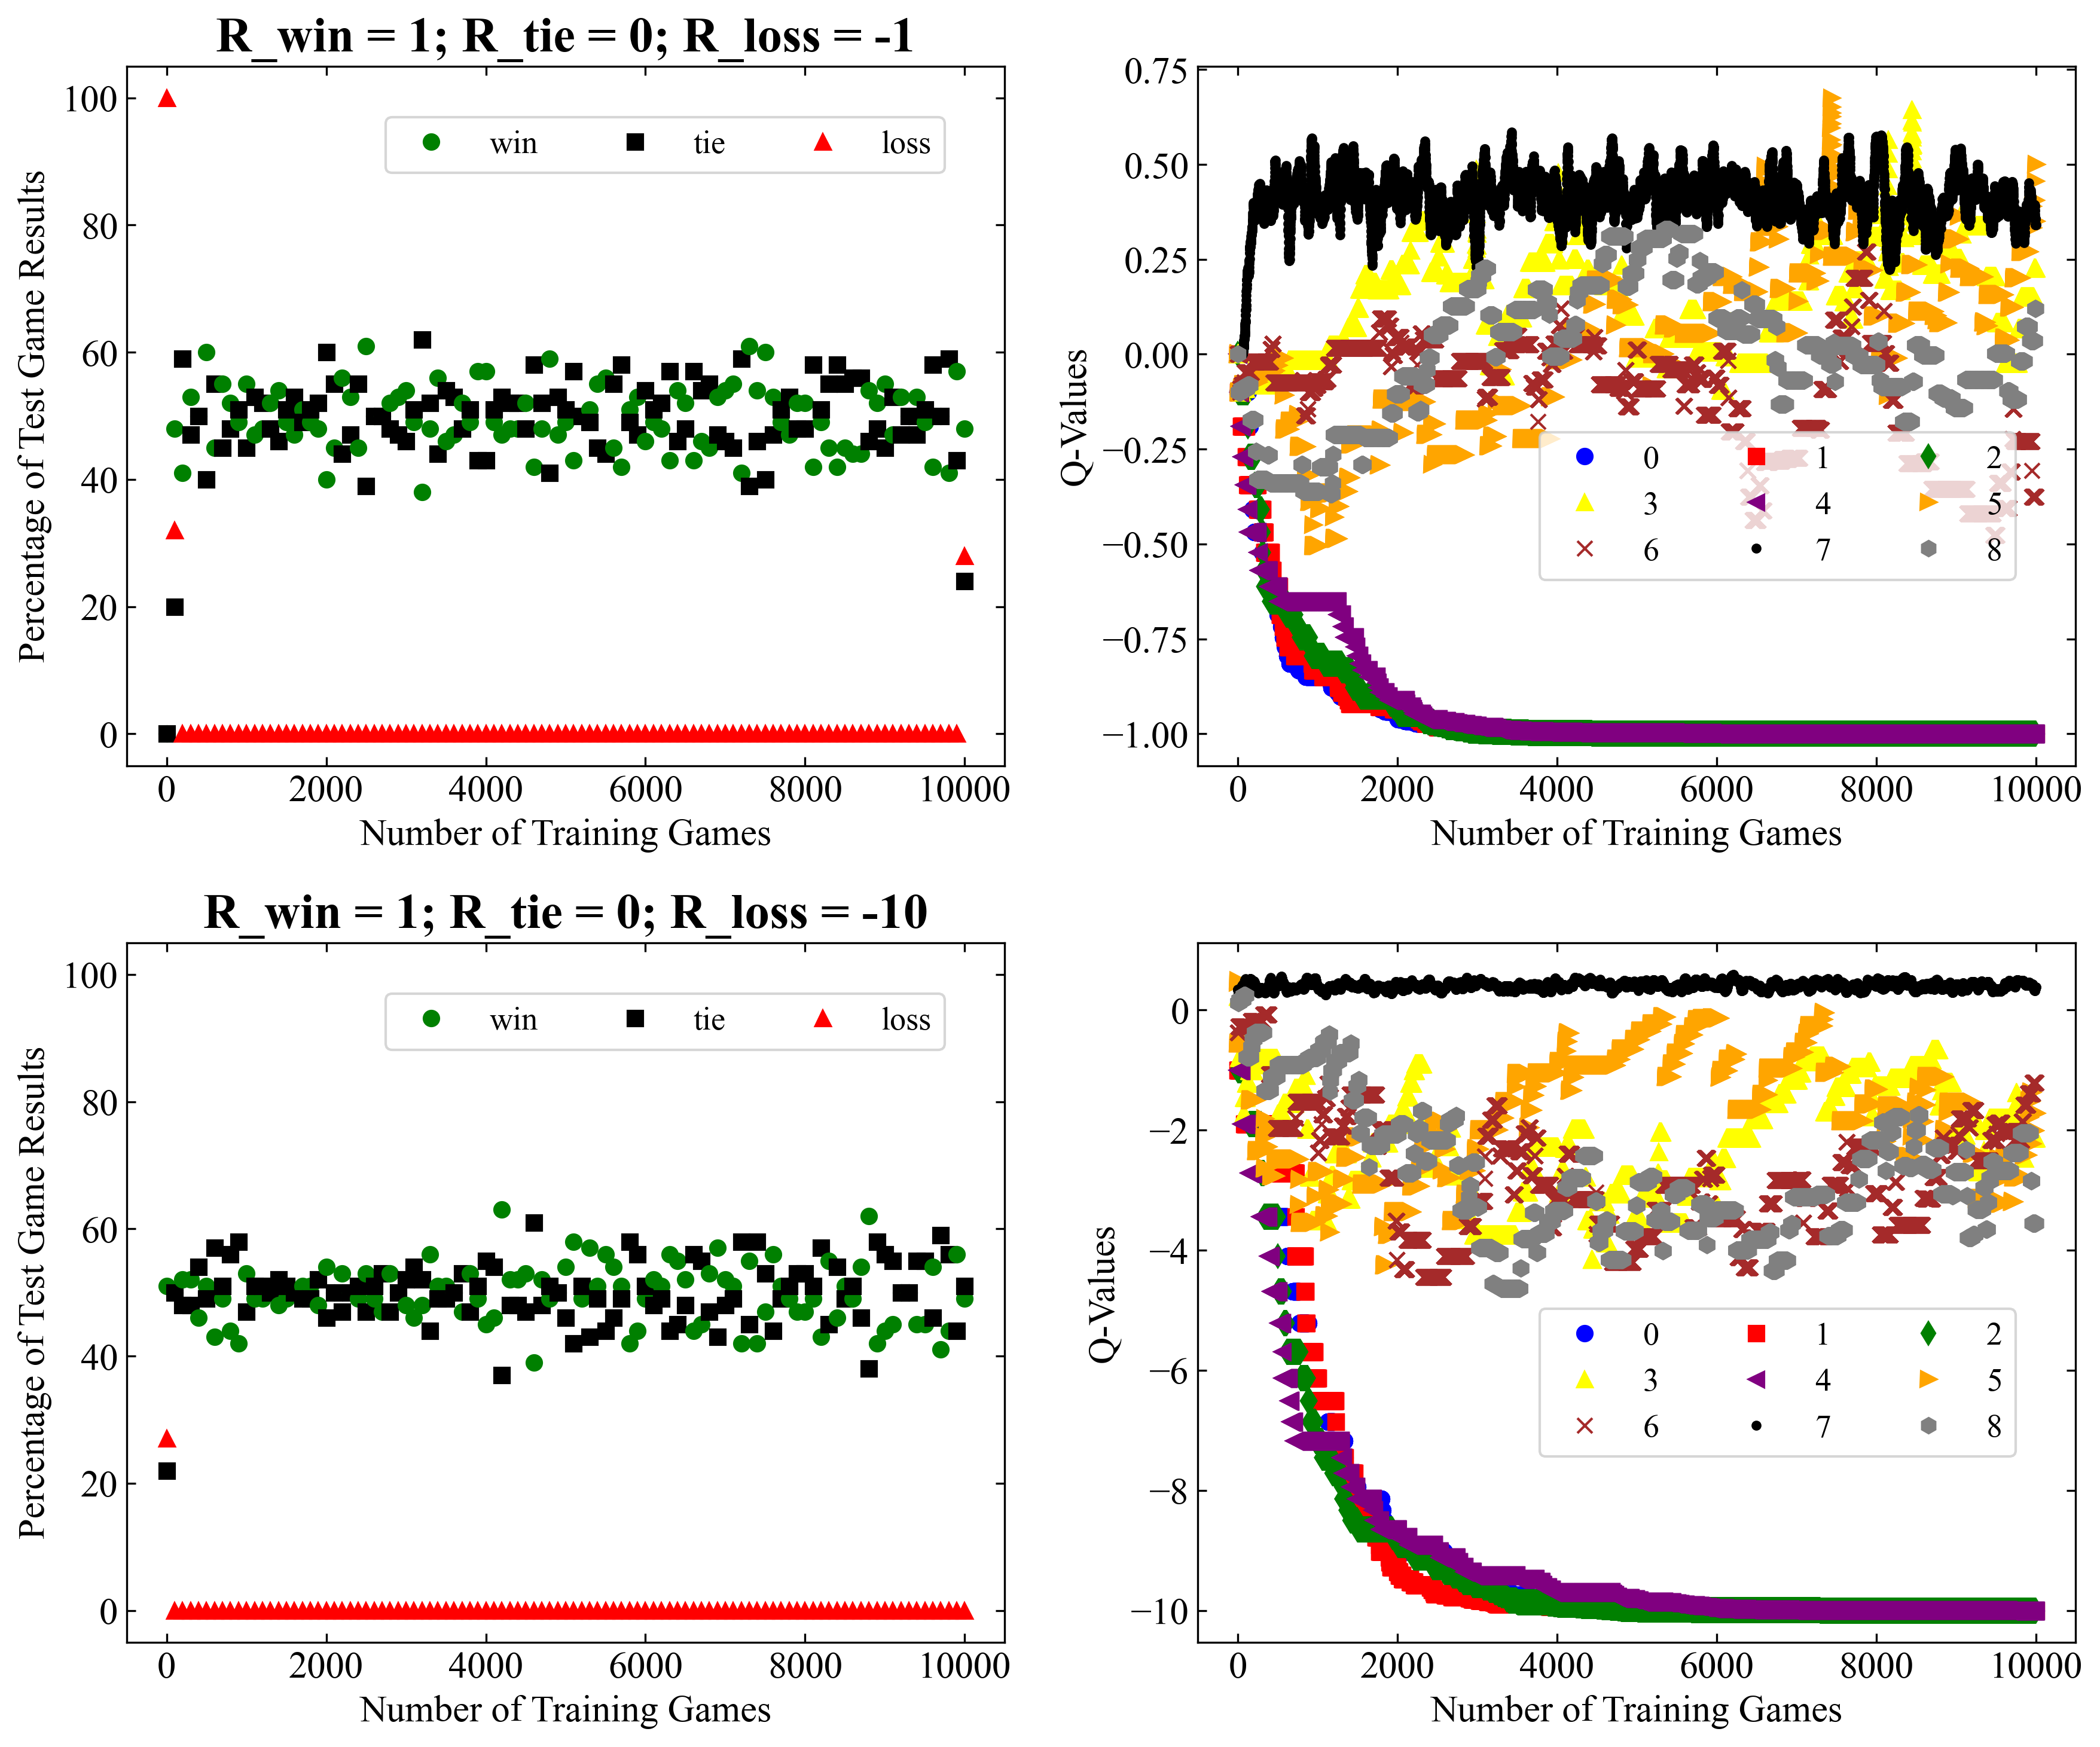 R_win = 1; R_tie = 0; R_loss = -1
Percentage of Test Game Results
100
80
60
40
20
0
win tie loss
0 2000 4000 6000 8000 10000
Number of Training Games
Q-Values
0.75
0.50
0.25
0.00
−0.25
−0.50
−0.75
−1.00
0 1 2
3 4 5
6 7 8
0 2000 4000 6000 8000 10000
Number of Training Games
R_win = 1; R_tie = 0; R_loss = -10
Percentage of Test Game Results
100
80
60
40
20
0
win tie loss
0 2000 4000 6000 8000 10000
Number of Training Games
Q-Values
0
−2
−4
−6
−8
−10
0 1 2
3 4 5
6 7 8
0 2000 4000 6000 8000 10000
Number of Training Games